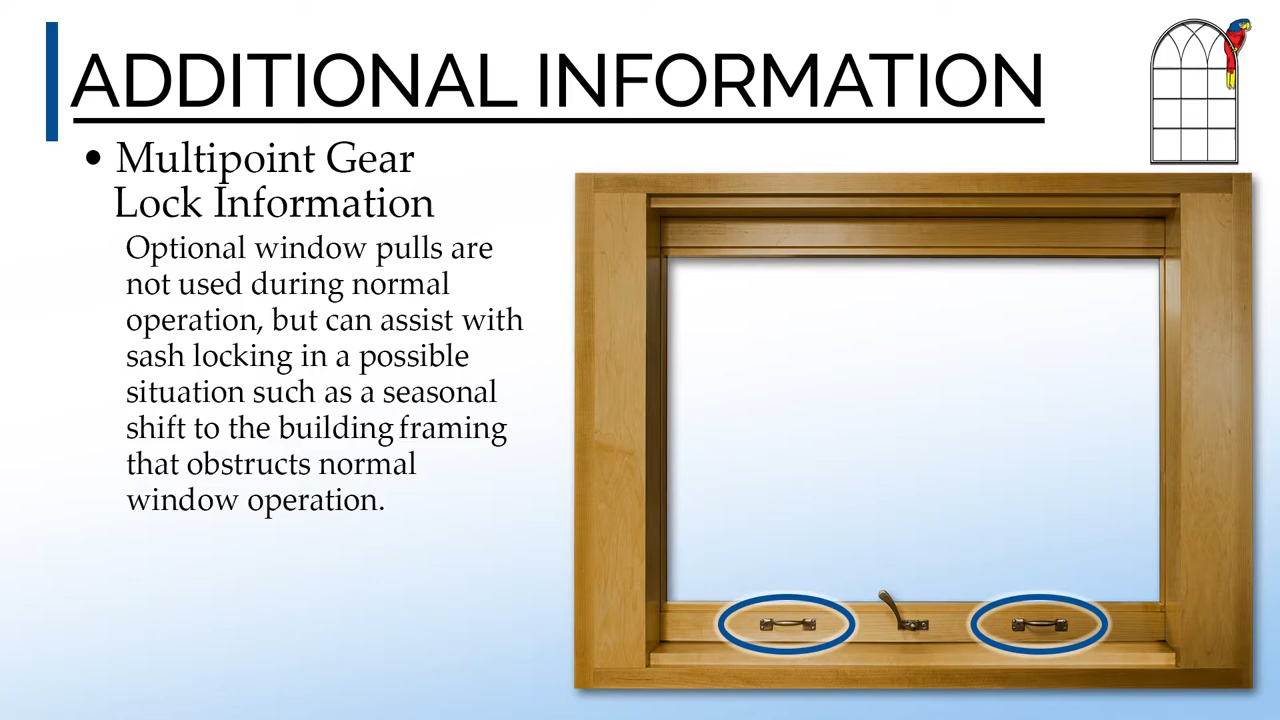 ADDITIONAL INFORMATION
• Multipoint Gear
Lock Information
Optional window pulls are
not used during normal
operation, but can assist with
sash locking in a possible
situation such as a seasonal
shift to the building framing
that obstructs normal
window operation.